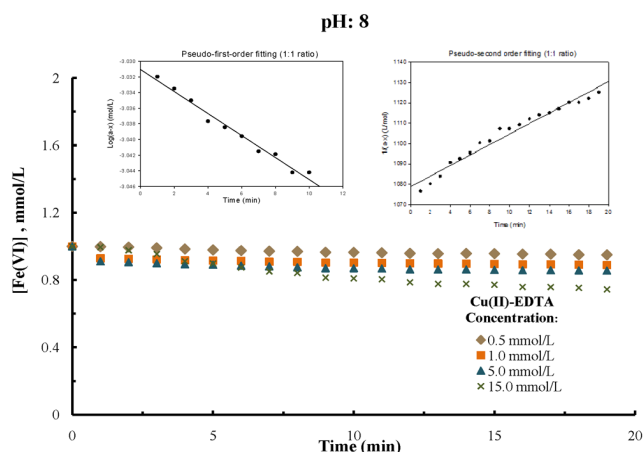 pH: 8
Pseudo-first-order fitting (1:1 ratio)
-0.030
-0.032
-0.034
-0.036
-0.038
-0.040
-0.042
-0.044
-0.046
Log(a-x) (mol/L)
0 2 4 6 8 10 12
Time (min)
Pseudo-second order fitting (1:1 ratio)
1140
1130
1120
1110
1100
1090
1080
1070
1/(a-x) (L/mol)
0 2 4 6 8 10 12 14 16 18 20
Time (min)
2
1.6
1.2
0.8
0.4
0
[Fe(VI)] , mmol/L
Cu(II)-EDTA
Concentration:
0.5 mmol/L
1.0 mmol/L
5.0 mmol/L
15.0 mmol/L
0 5 10 15 20
Time (min)